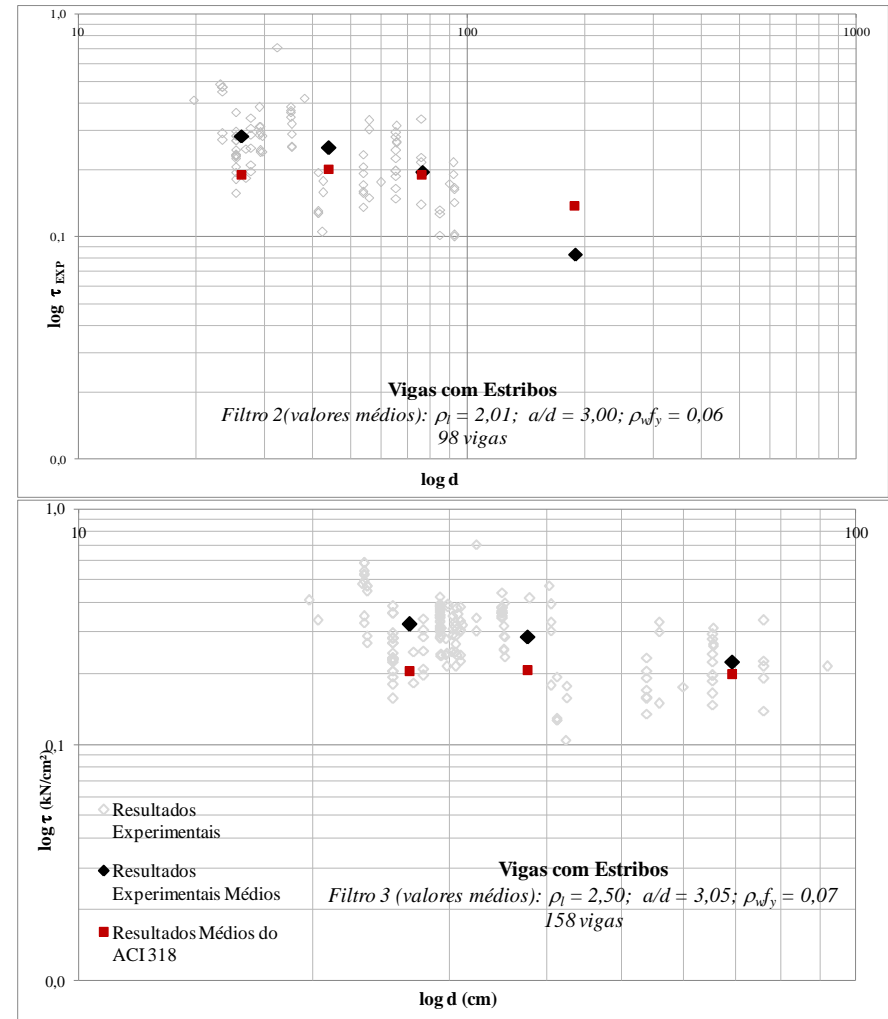 1,0
10
100
1000
0,1
0,0
log τ EXP
Vigas com Estribos
Filtro 2(valores médios): ρl = 2,01; a/d = 3,00; ρwfy = 0,06
98 vigas
log d
1,0
10
100
0,1
0,0
log τ (kN/cm²)
Resultados
Experimentais
Resultados
Experimentais Médios
Resultados Médios do
ACI 318
Vigas com Estribos
Filtro 3 (valores médios): ρl = 2,50; a/d = 3,05; ρwfy = 0,07
158 vigas
log d (cm)